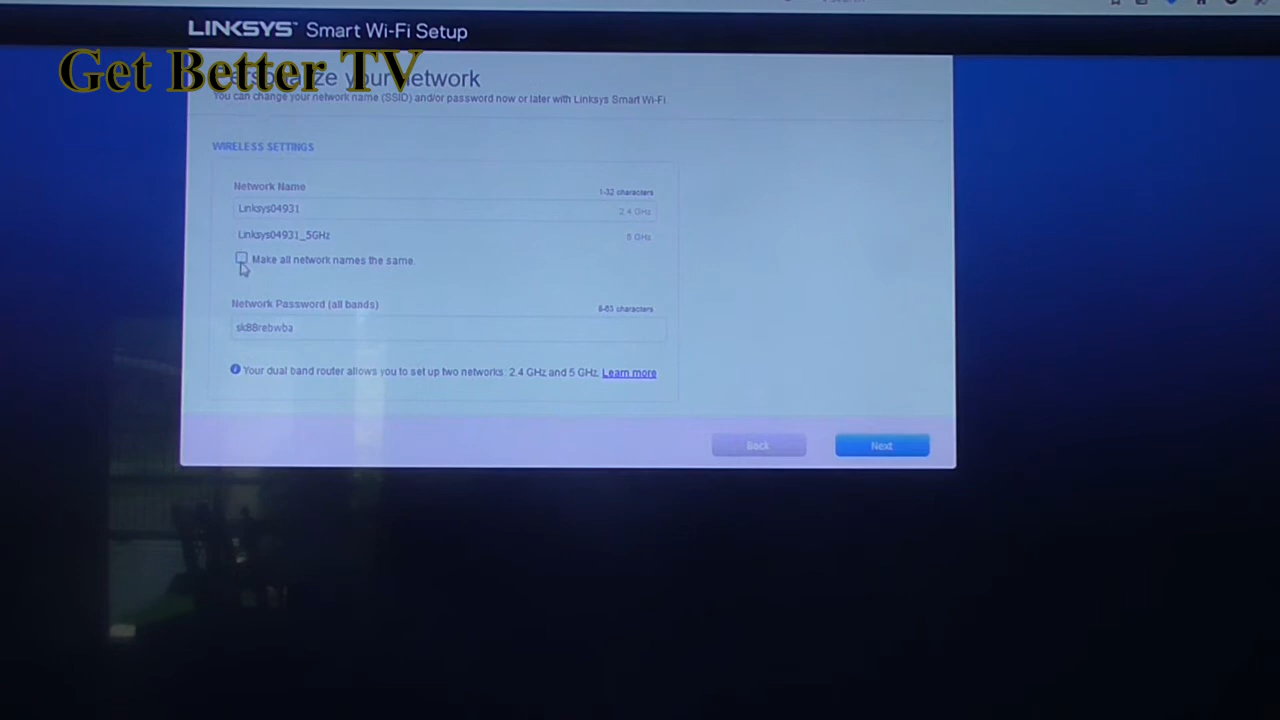 LINKSYS™ Smart Wi-Fi Setup
Get Better TV
Personalize your network
You can change your network name (SSID) and/or password now or later with Linksys Smart Wi-Fi.
WIRELESS SETTINGS
Network Name 1-32 characters
Linksys04931 2.4 GHz
Linksys04931_5GHz 5 GHz
Make all network names the same.
Network Password (all bands) 8-63 characters
sk88rebwba
Your dual band router allows you to set up two networks: 2.4 GHz and 5 GHz. Learn more
Back Next